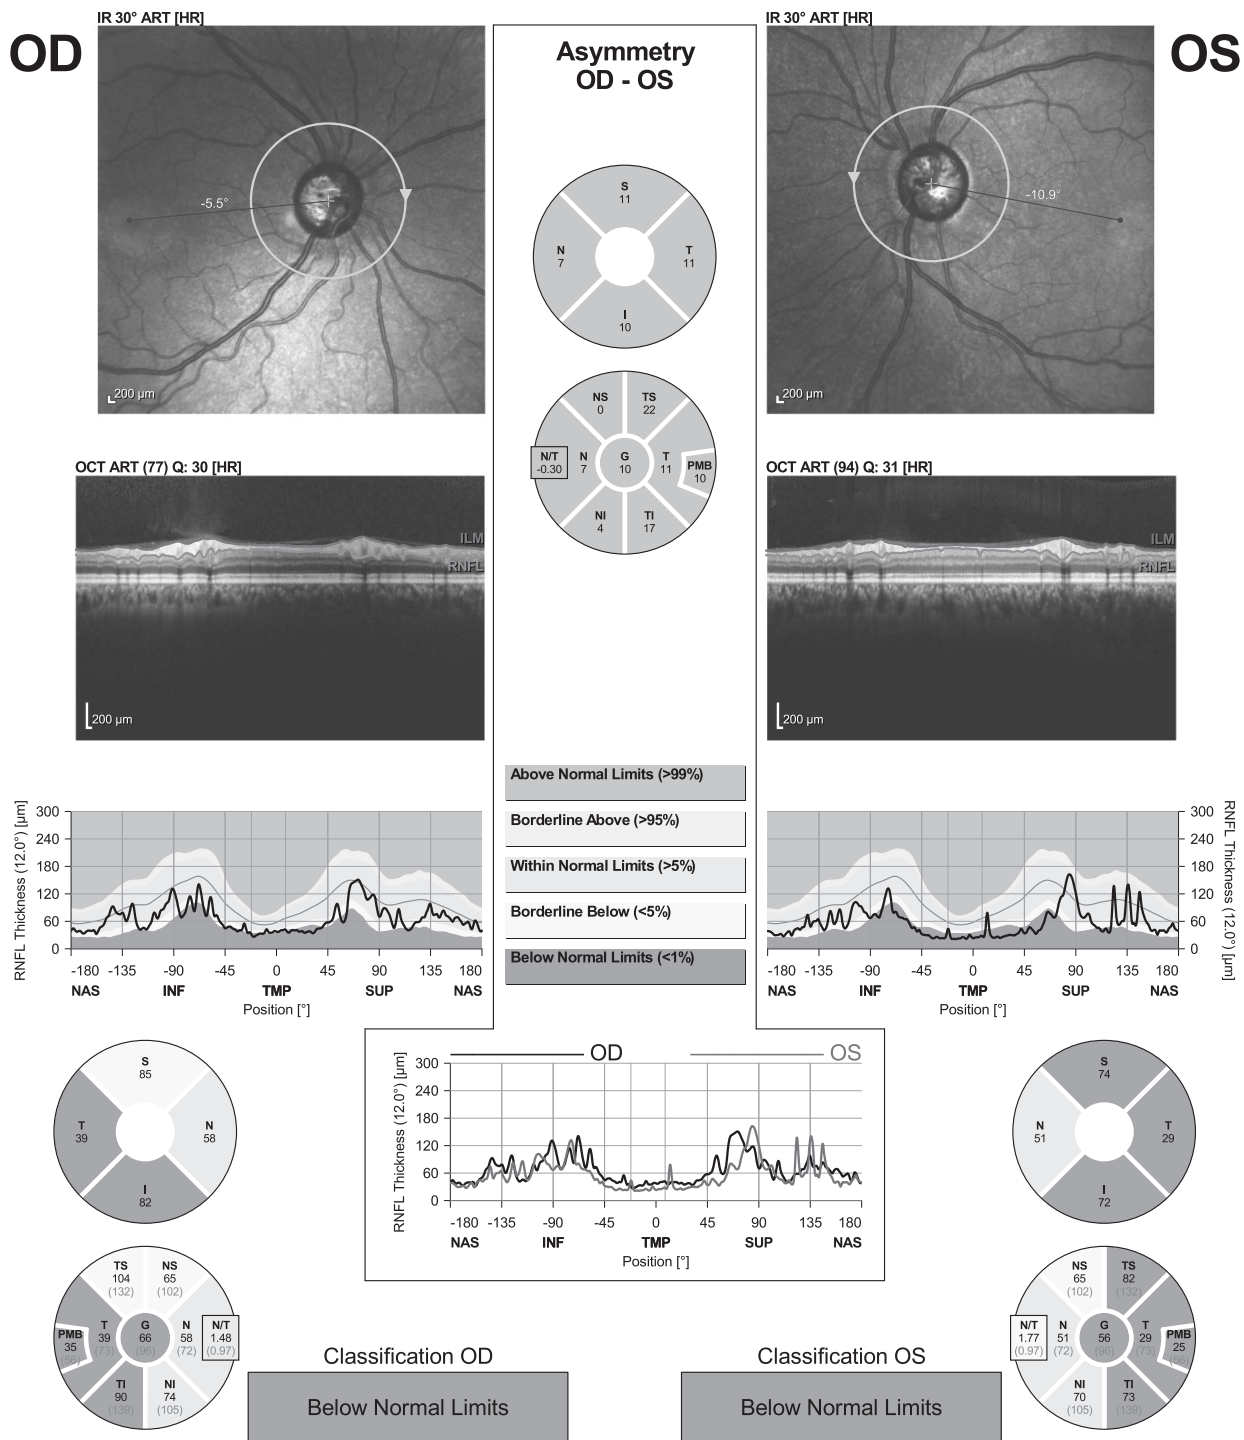 OD
IR 30° ART [HR]
-5.5°
200 µm
Asymmetry
OD - OS
S
11
N
7
T
11
I
10
NS
0
TS
22
N/T
-0.30
N
7
G
10
T
11
PMB
10
NI
4
TI
17
IR 30° ART [HR]
OS
-10.9°
200 µm
OCT ART (77) Q: 30 [HR]
ILM
RNFL
200 µm
OCT ART (94) Q: 31 [HR]
ILM
RNFL
200 µm
Above Normal Limits (>99%)
Borderline Above (>95%)
Within Normal Limits (>5%)
Borderline Below (<5%)
Below Normal Limits (<1%)
RNFL Thickness (12.0°) [µm]
300
240
180
120
60
0
-180 -135 -90 -45 0 45 90 135 180
NAS INF TMP SUP NAS
Position [°]
300
240
180
120
60
0
RNFL Thickness (12.0°) [µm]
-180 -135 -90 -45 0 45 90 135 180
NAS INF TMP SUP NAS
Position [°]
OD
OS
RNFL Thickness (12.0°) [µm]
300
240
180
120
60
0
-180 -135 -90 -45 0 45 90 135 180
NAS INF TMP SUP NAS
Position [°]
S
85
T
39
N
58
I
82
TS
104
(132)
NS
65
(102)
PMB
35
(56)
T
39
(73)
G
66
(96)
N
58
(72)
N/T
1.48
(0.97)
TI
90
(139)
NI
74
(105)
Classification OD
Below Normal Limits
S
74
N
51
T
29
I
72
NS
65
(102)
TS
82
(132)
N/T
1.77
(0.97)
N
51
(72)
G
56
(96)
T
29
(73)
PMB
25
(56)
NI
70
(105)
TI
73
(139)
Classification OS
Below Normal Limits